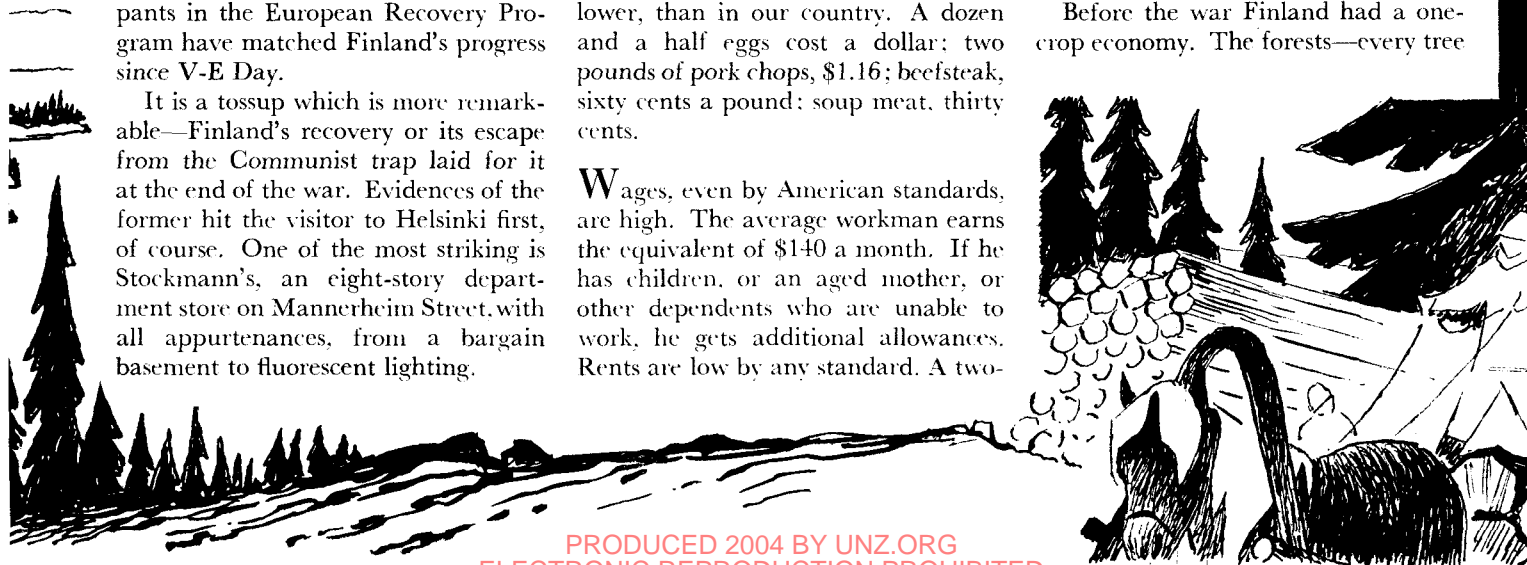 pants in the European Recovery Pro-
gram have matched Finland's progress
since V-E Day.
It is a tossup which is more remark-
able—Finland's recovery or its escape
from the Communist trap laid for it
at the end of the war. Evidences of the
former hit the visitor to Helsinki first,
of course. One of the most striking is
Stockmann's, an eight-story depart-
ment store on Mannerheim Street, with
all appurtenances, from a bargain
basement to fluorescent lighting.
lower, than in our country. A dozen
and a half eggs cost a dollar; two
pounds of pork chops, $1.16; beefsteak,
sixty cents a pound; soup meat, thirty
cents.
Wages, even by American standards,
are high. The average workman earns
the equivalent of $140 a month. If he
has children, or an aged mother, or
other dependents who are unable to
work, he gets additional allowances.
Rents are low by any standard. A two-
Before the war Finland had a one-
crop economy. The forests—every tree
PRODUCED 2004 BY UNZ.ORG
ELECTRONIC REPRODUCTION PROHIBITED